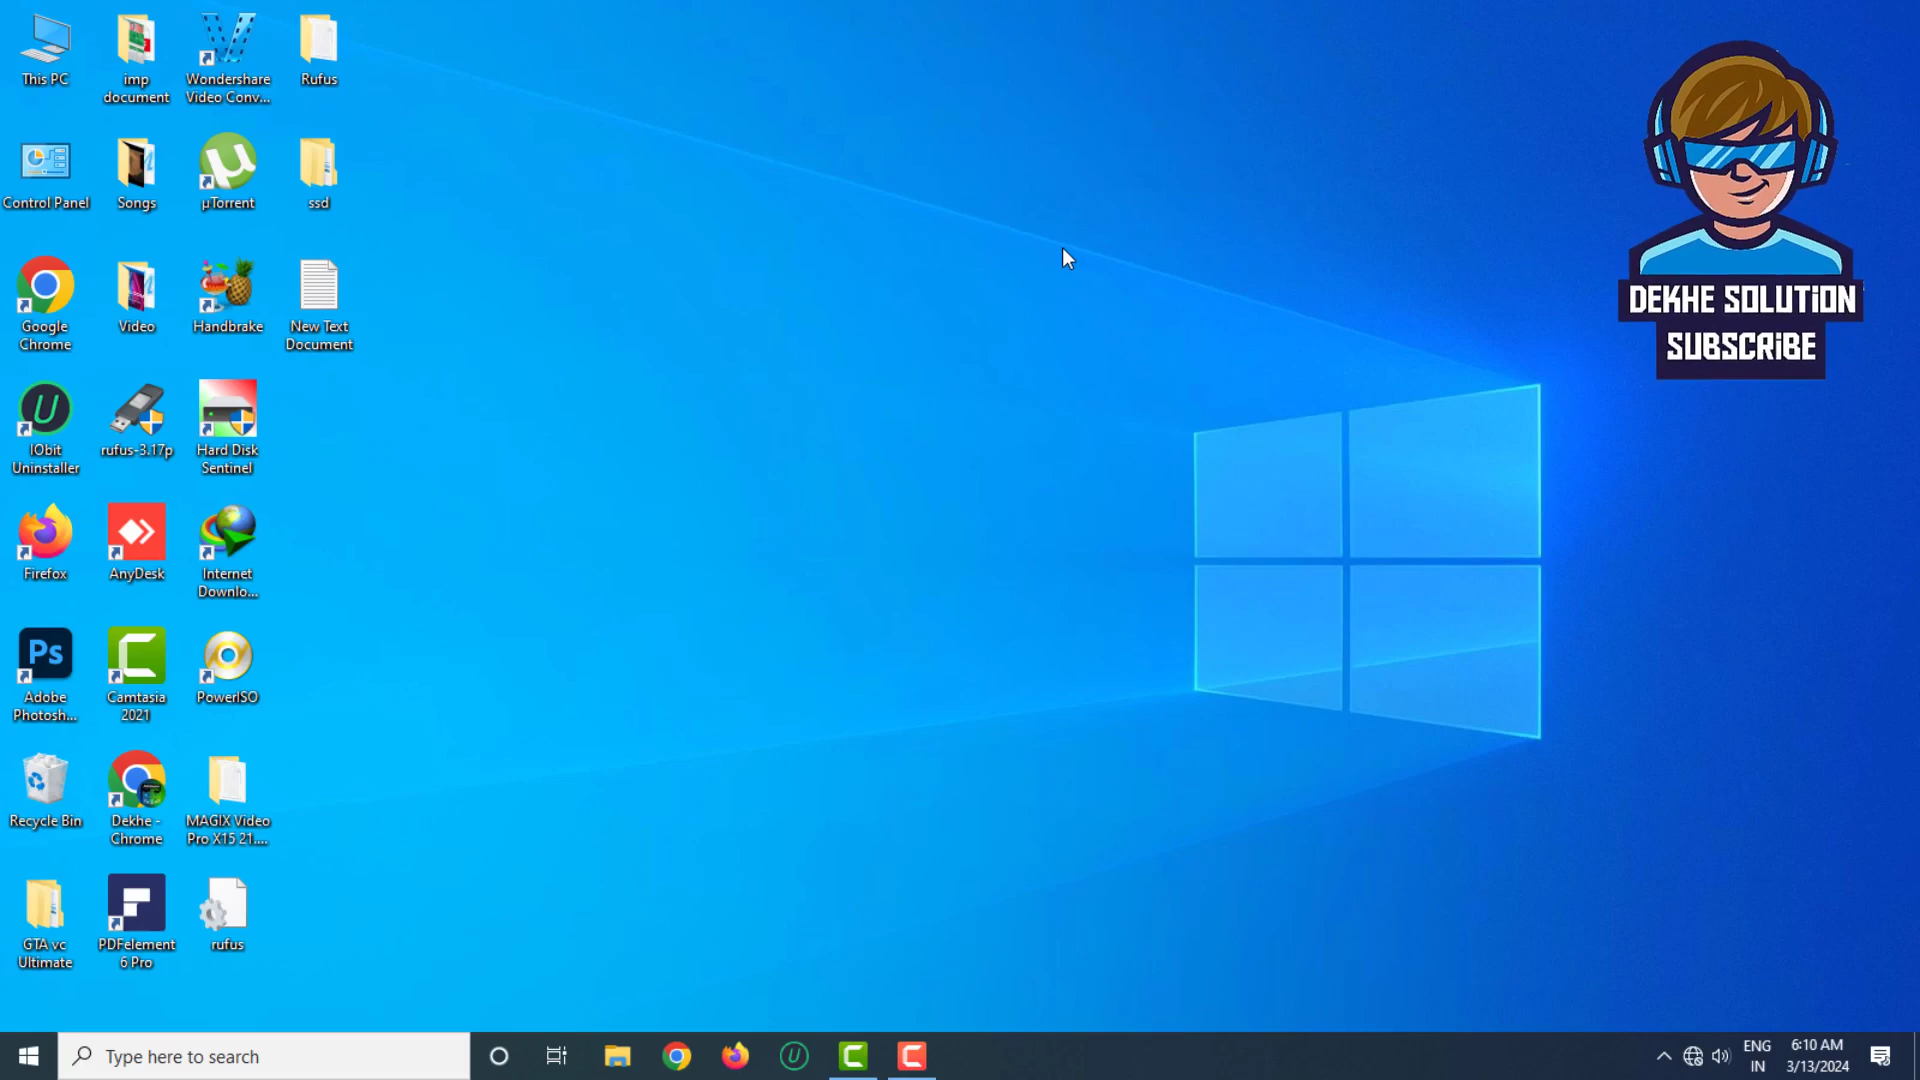 This PC
imp
document
Wondershare
Video Conv...
Rufus
Control Panel
Songs
µTorrent
ssd
Google
Chrome
Video
Handbrake
New Text
Document
IObit
Uninstaller
rufus-3.17p
Hard Disk
Sentinel
Firefox
AnyDesk
Internet
Downlo...
Ps
Adobe
Photosh...
Camtasia
2021
PowerISO
Recycle Bin
Dekhe -
Chrome
MAGIX Video
Pro X15 21....
GTA vc
Ultimate
PDFelement
6 Pro
rufus
DEKHE SOLUTION
SUBSCRIBE
Type here to search
ENG
IN
6:10 AM
3/13/2024